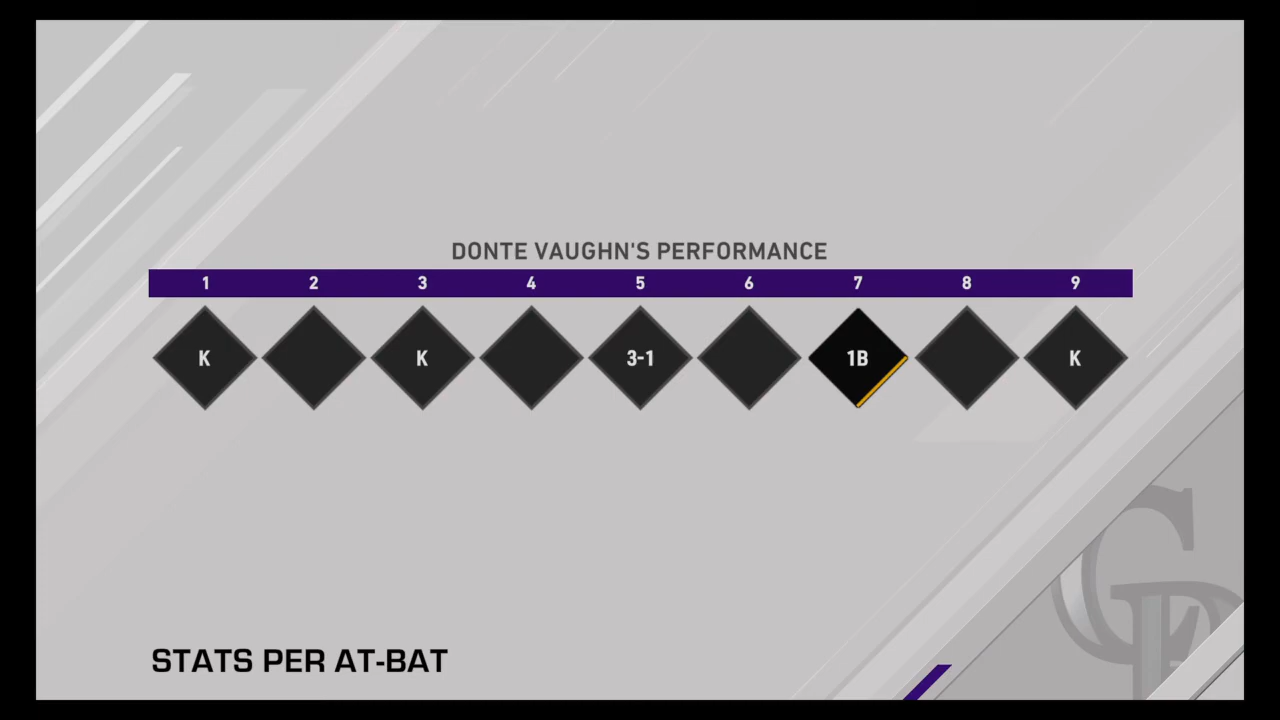 DONTE VAUGHN'S PERFORMANCE
1 2 3 4 5 6 7 8 9
K K 3-1 1B K
STATS PER AT-BAT
CR